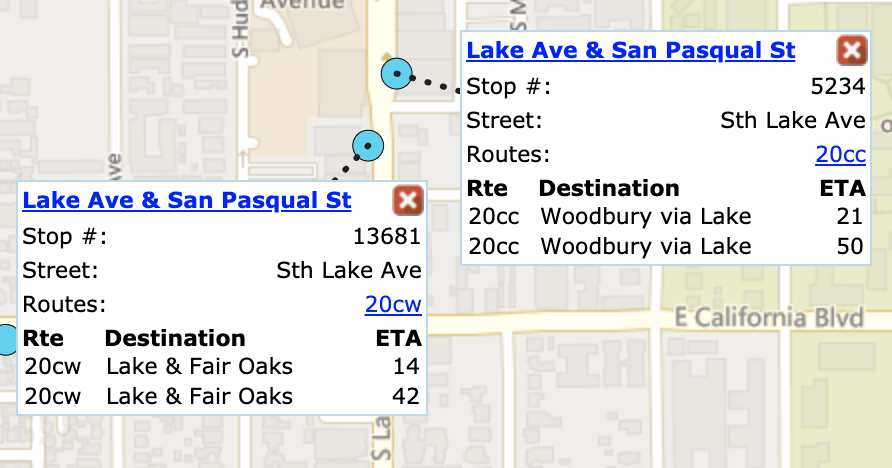 Avenue
S Hud
S M
Lake Ave & San Pasqual St
Stop #: 5234
Street: Sth Lake Ave
Routes: 20cc
Rte Destination ETA
20cc Woodbury via Lake 21
20cc Woodbury via Lake 50
Ave
Lake Ave & San Pasqual St
Stop #: 13681
Street: Sth Lake Ave
Routes: 20cw
Rte Destination ETA
20cw Lake & Fair Oaks 14
20cw Lake & Fair Oaks 42
E California Blvd
S La